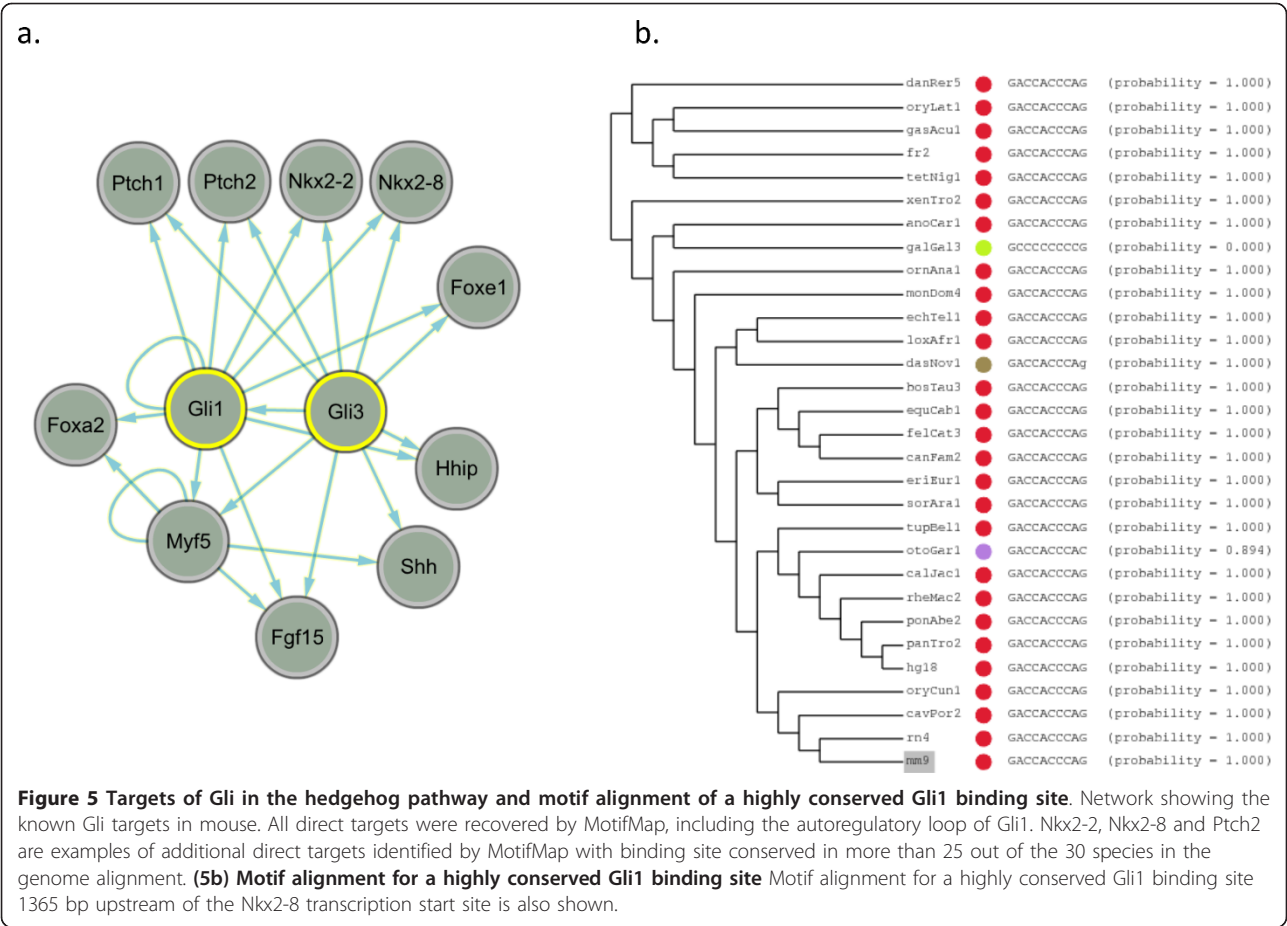 a.
b.
Ptch1
Ptch2
Nkx2-2
Nkx2-8
Foxe1
Gli1
Gli3
Foxa2
Hhip
Myf5
Shh
Fgf15
danRer5 GACCACCCAG (probability = 1.000)
oryLat1 GACCACCCAG (probability = 1.000)
gasAcu1 GACCACCCAG (probability = 1.000)
fr2 GACCACCCAG (probability = 1.000)
tetNig1 GACCACCCAG (probability = 1.000)
xenTro2 GACCACCCAG (probability = 1.000)
anoCar1 GACCACCCAG (probability = 1.000)
galGal3 GCCCCCCCCG (probability = 0.000)
ornAna1 GACCACCCAG (probability = 1.000)
monDom4 GACCACCCAG (probability = 1.000)
echTel1 GACCACCCAG (probability = 1.000)
loxAfr1 GACCACCCAG (probability = 1.000)
dasNov1 GACCACCCAg (probability = 1.000)
bosTau3 GACCACCCAG (probability = 1.000)
equCab1 GACCACCCAG (probability = 1.000)
felCat3 GACCACCCAG (probability = 1.000)
canFam2 GACCACCCAG (probability = 1.000)
eriEur1 GACCACCCAG (probability = 1.000)
sorAra1 GACCACCCAG (probability = 1.000)
tupBel1 GACCACCCAG (probability = 1.000)
otoGar1 GACCACCCAC (probability = 0.894)
calJac1 GACCACCCAG (probability = 1.000)
rheMac2 GACCACCCAG (probability = 1.000)
ponAbe2 GACCACCCAG (probability = 1.000)
panTro2 GACCACCCAG (probability = 1.000)
hg18 GACCACCCAG (probability = 1.000)
oryCun1 GACCACCCAG (probability = 1.000)
cavPor2 GACCACCCAG (probability = 1.000)
rn4 GACCACCCAG (probability = 1.000)
mm9 GACCACCCAG (probability = 1.000)
Figure 5 Targets of Gli in the hedgehog pathway and motif alignment of a highly conserved Gli1 binding site. Network showing the
known Gli targets in mouse. All direct targets were recovered by MotifMap, including the autoregulatory loop of Gli1. Nkx2-2, Nkx2-8 and Ptch2
are examples of additional direct targets identified by MotifMap with binding site conserved in more than 25 out of the 30 species in the
genome alignment. (5b) Motif alignment for a highly conserved Gli1 binding site Motif alignment for a highly conserved Gli1 binding site
1365 bp upstream of the Nkx2-8 transcription start site is also shown.